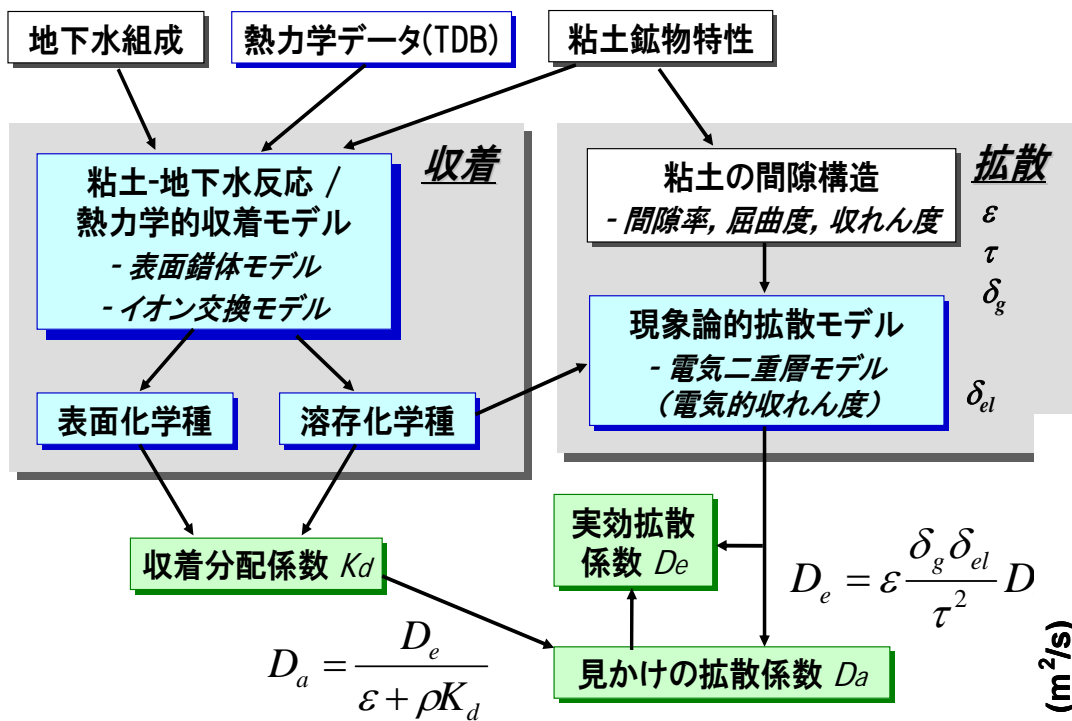 地下水組成
熱力学データ(TDB)
粘土鉱物特性
収着
粘土-地下水反応 /
熱力学的収着モデル
- 表面錯体モデル
- イオン交換モデル
表面化学種
溶存化学種
拡散
粘土の間隙構造
- 間隙率, 屈曲度, 収れん度
ε
τ
δg
現象論的拡散モデル
- 電気二重層モデル
（電気的収れん度）
δel
収着分配係数 Kd
実効拡散
係数 De
De = ε δg δel / τ² D
Da = De / ε + ρKd
見かけの拡散係数 Da
(m²/s)